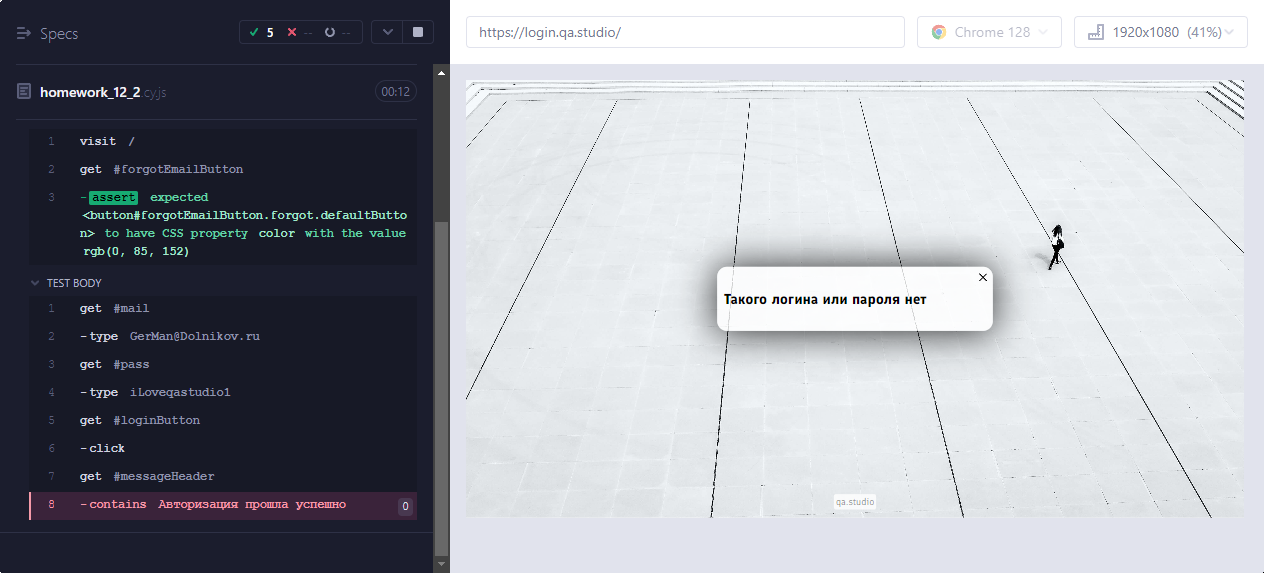 Specs
5 -- --
homework_12_2.cy.js 00:12
1 visit /
2 get #forgotEmailButton
3 -assert expected
<button#forgotEmailButton.forgot.defaultButto
n> to have CSS property color with the value
rgb(0, 85, 152)
TEST BODY
1 get #mail
2 -type GerMan@Dolnikov.ru
3 get #pass
4 -type iLoveqastudio1
5 get #loginButton
6 -click
7 get #messageHeader
8 -contains Авторизация прошла успешно 0
https://login.qa.studio/
Chrome 128
1920x1080 (41%)
Такого логина или пароля нет
qa.studio